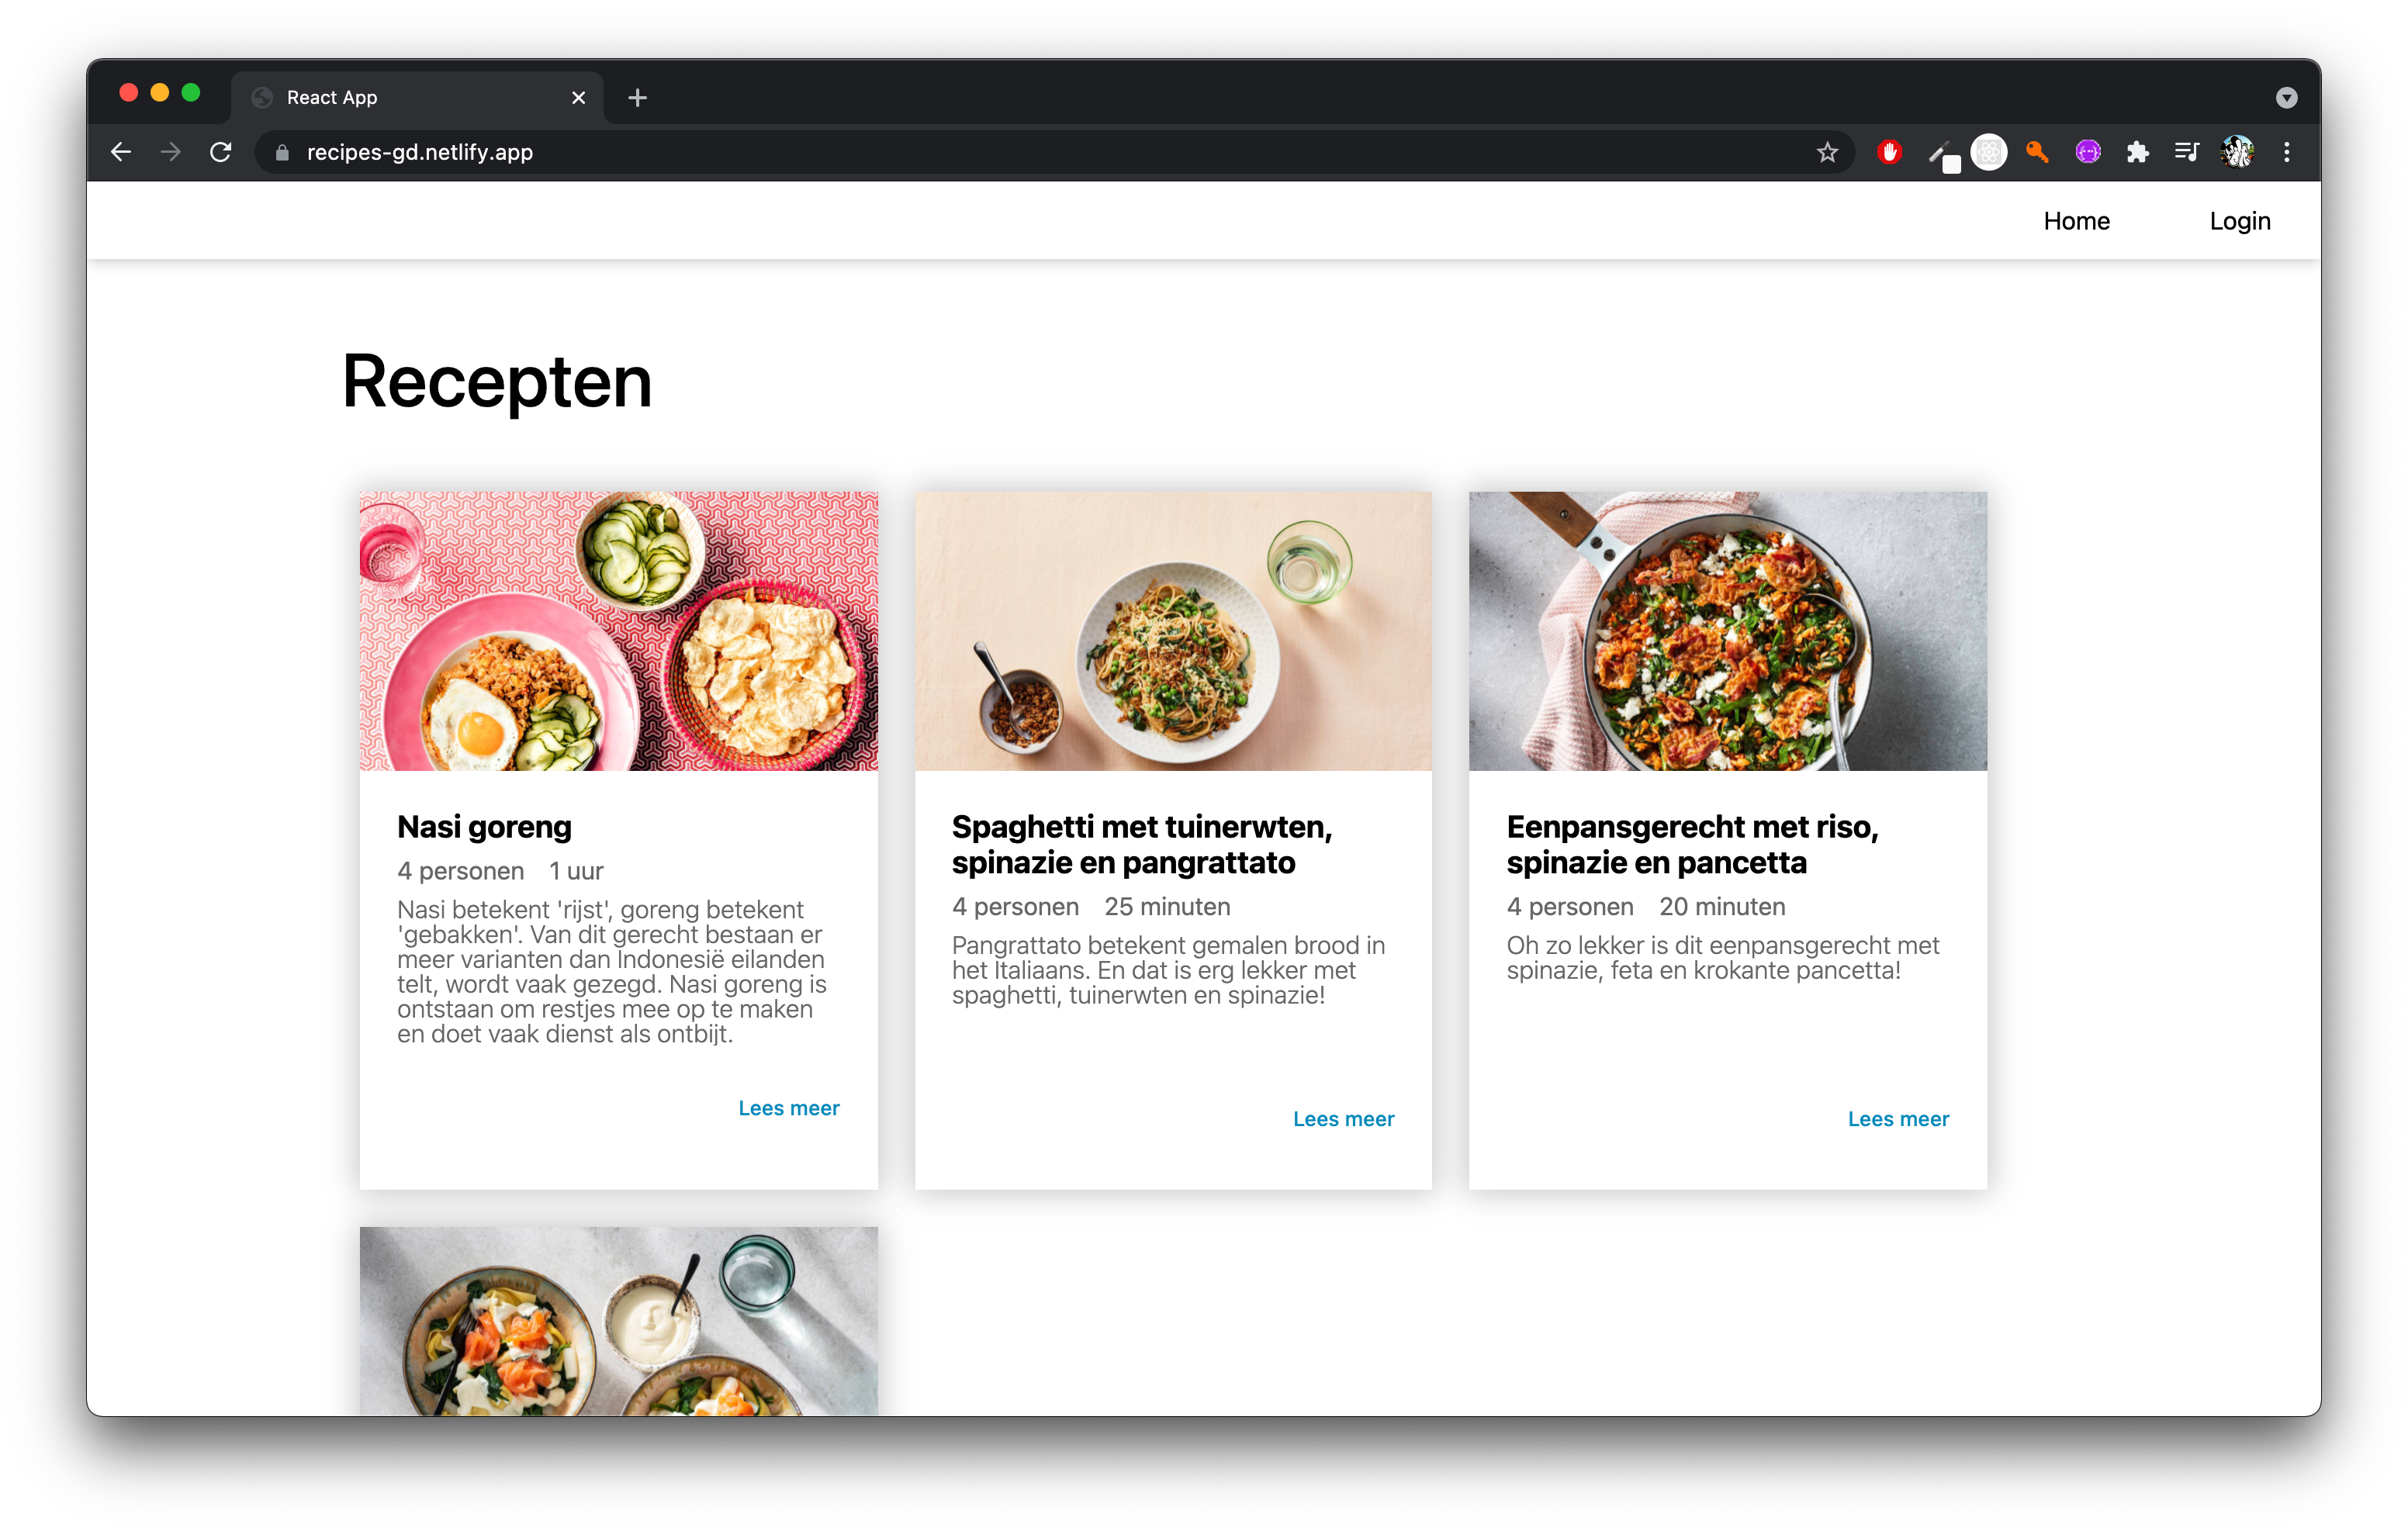 React App
recipes-gd.netlify.app
Home Login
Recepten
Nasi goreng
4 personen 1 uur
Nasi betekent 'rijst', goreng betekent
'gebakken'. Van dit gerecht bestaan er
meer varianten dan Indonesië eilanden
telt, wordt vaak gezegd. Nasi goreng is
ontstaan om restjes mee op te maken
en doet vaak dienst als ontbijt.
Lees meer
Spaghetti met tuinerwten,
spinazie en pangrattato
4 personen 25 minuten
Pangrattato betekent gemalen brood in
het Italiaans. En dat is erg lekker met
spaghetti, tuinerwten en spinazie!
Lees meer
Eenpansgerecht met riso,
spinazie en pancetta
4 personen 20 minuten
Oh zo lekker is dit eenpansgerecht met
spinazie, feta en krokante pancetta!
Lees meer